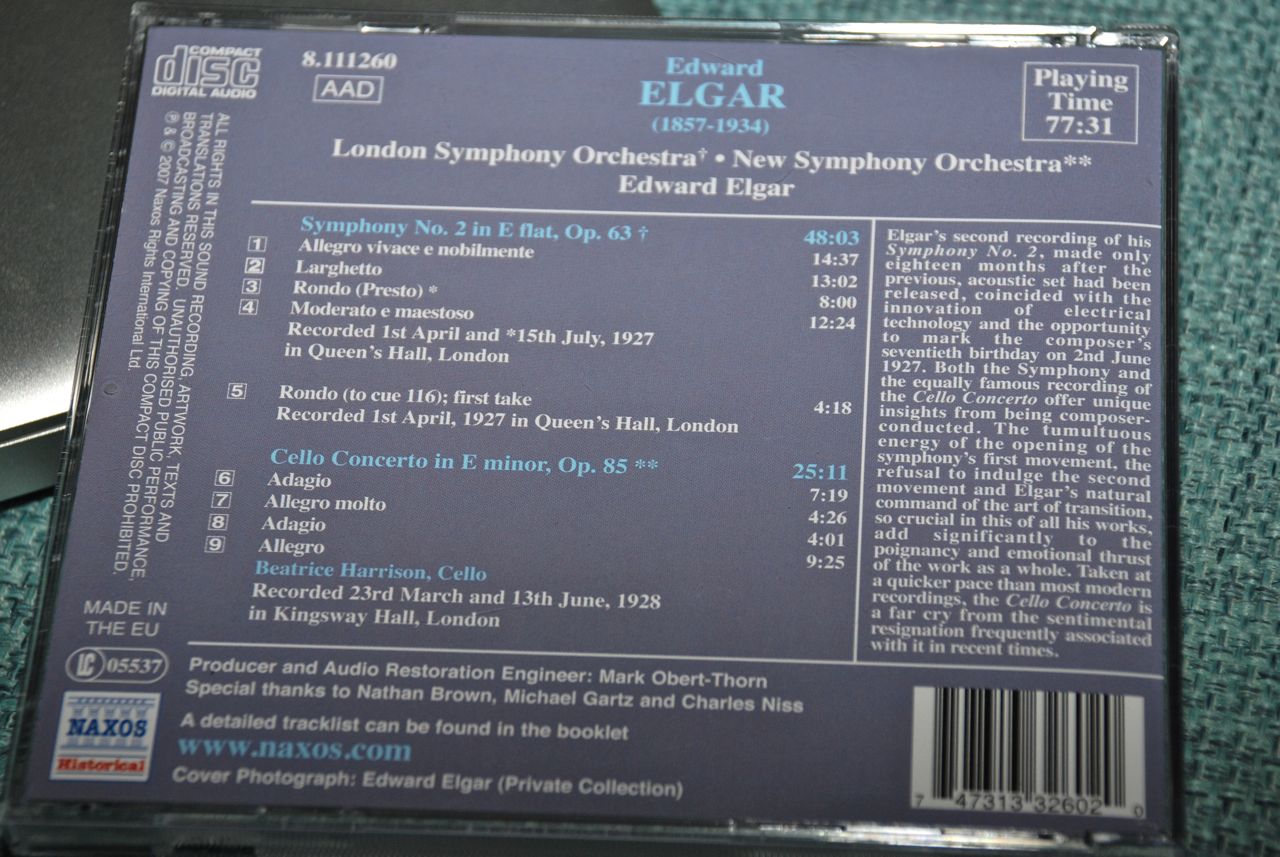 COMPACT
disc
DIGITAL AUDIO
8.111260
AAD
Edward
ELGAR
(1857-1934)
Playing
Time
77:31
London Symphony Orchestra† • New Symphony Orchestra**
Edward Elgar
Symphony No. 2 in E flat, Op. 63 † 48:03
1 Allegro vivace e nobilmente 14:37
2 Larghetto 13:02
3 Rondo (Presto) * 8:00
4 Moderato e maestoso 12:24
Recorded 1st April and *15th July, 1927
in Queen's Hall, London
5 Rondo (to cue 116); first take 4:18
Recorded 1st April, 1927 in Queen's Hall, London
Cello Concerto in E minor, Op. 85 ** 25:11
6 Adagio 7:19
7 Allegro molto 4:26
8 Adagio 4:01
9 Allegro 9:25
Beatrice Harrison, Cello
Recorded 23rd March and 13th June, 1928
in Kingsway Hall, London
Elgar's second recording of his
Symphony No. 2, made only
eighteen months after the
previous, acoustic set had been
released, coincided with the
innovation of electrical
technology and the opportunity
to mark the composer's
seventieth birthday on 2nd June
1927. Both the Symphony and
the equally famous recording of
the Cello Concerto offer unique
insights from being composer-
conducted. The tumultuous
energy of the opening of the
symphony's first movement, the
refusal to indulge the second
movement and Elgar's natural
command of the art of transition,
so crucial in this of all his works,
add significantly to the
poignancy and emotional thrust
of the work as a whole. Taken at
a quicker pace than most modern
recordings, the Cello Concerto is
a far cry from the sentimental
resignation frequently associated
with it in recent times.
ALL RIGHTS IN THIS SOUND RECORDING, ARTWORK, TEXTS AND
TRANSLATIONS RESERVED. UNAUTHORISED PUBLIC PERFORMANCE,
BROADCASTING AND COPYING OF THIS COMPACT DISC PROHIBITED.
℗ & © 2007 Naxos Rights International Ltd.
MADE IN
THE EU
LC 05537
NAXOS
Historical
Producer and Audio Restoration Engineer: Mark Obert-Thorn
Special thanks to Nathan Brown, Michael Gartz and Charles Niss
A detailed tracklist can be found in the booklet
www.naxos.com
Cover Photograph: Edward Elgar (Private Collection)
7 47313 32602 0